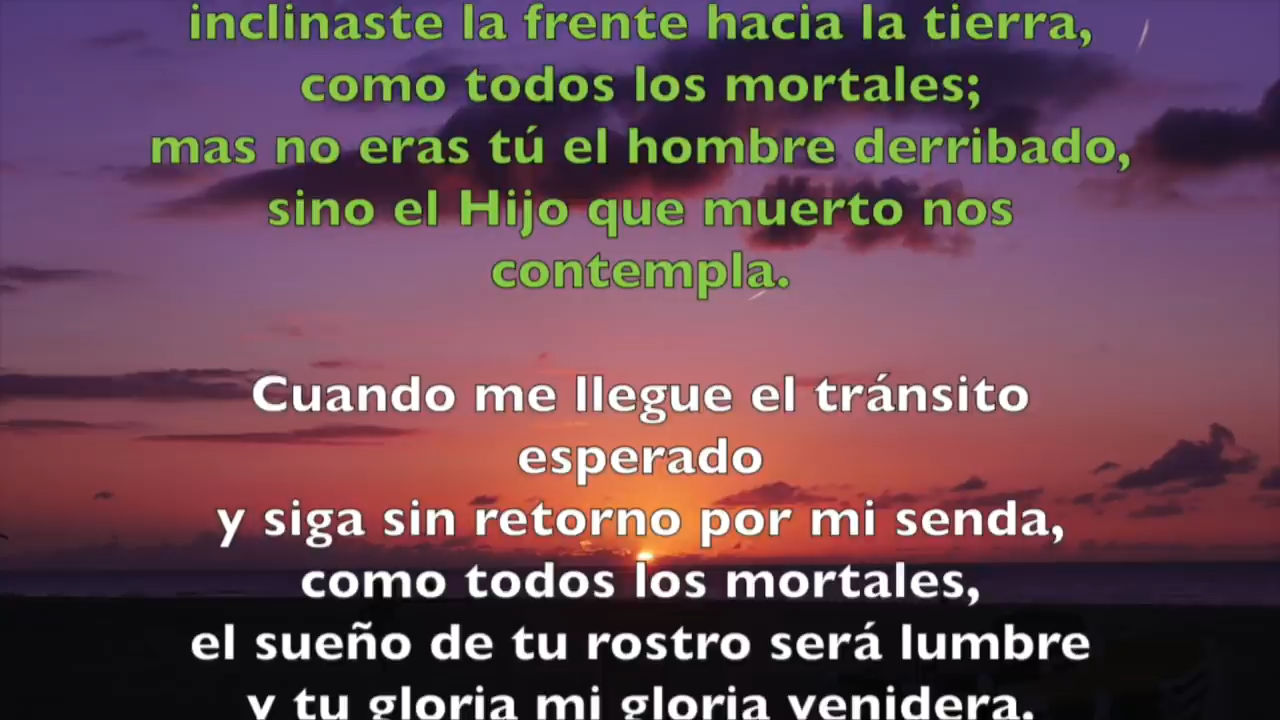 inclinaste la frente hacia la tierra,
como todos los mortales;
mas no eras tú el hombre derribado,
sino el Hijo que muerto nos
contempla.
Cuando me llegue el tránsito
esperado
y siga sin retorno por mi senda,
como todos los mortales,
el sueño de tu rostro será lumbre
y tu gloria mi gloria venidera.